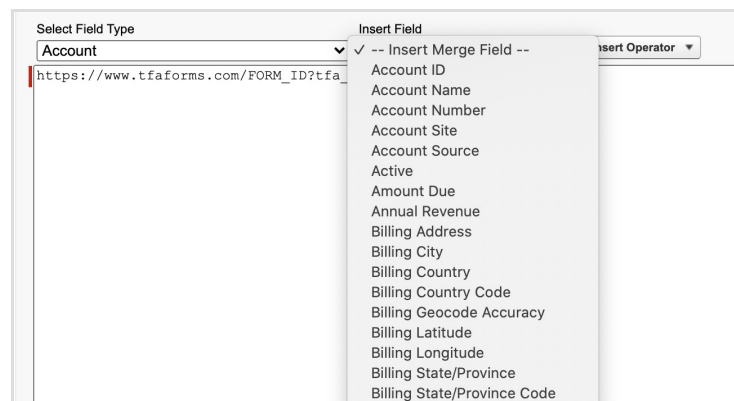 Select Field Type
Insert Field
Account
✓ -- Insert Merge Field --
nsert Operator
https://www.tfaforms.com/FORM_ID?tfa_
Account ID
Account Name
Account Number
Account Site
Account Source
Active
Amount Due
Annual Revenue
Billing Address
Billing City
Billing Country
Billing Country Code
Billing Geocode Accuracy
Billing Latitude
Billing Longitude
Billing State/Province
Billing State/Province Code